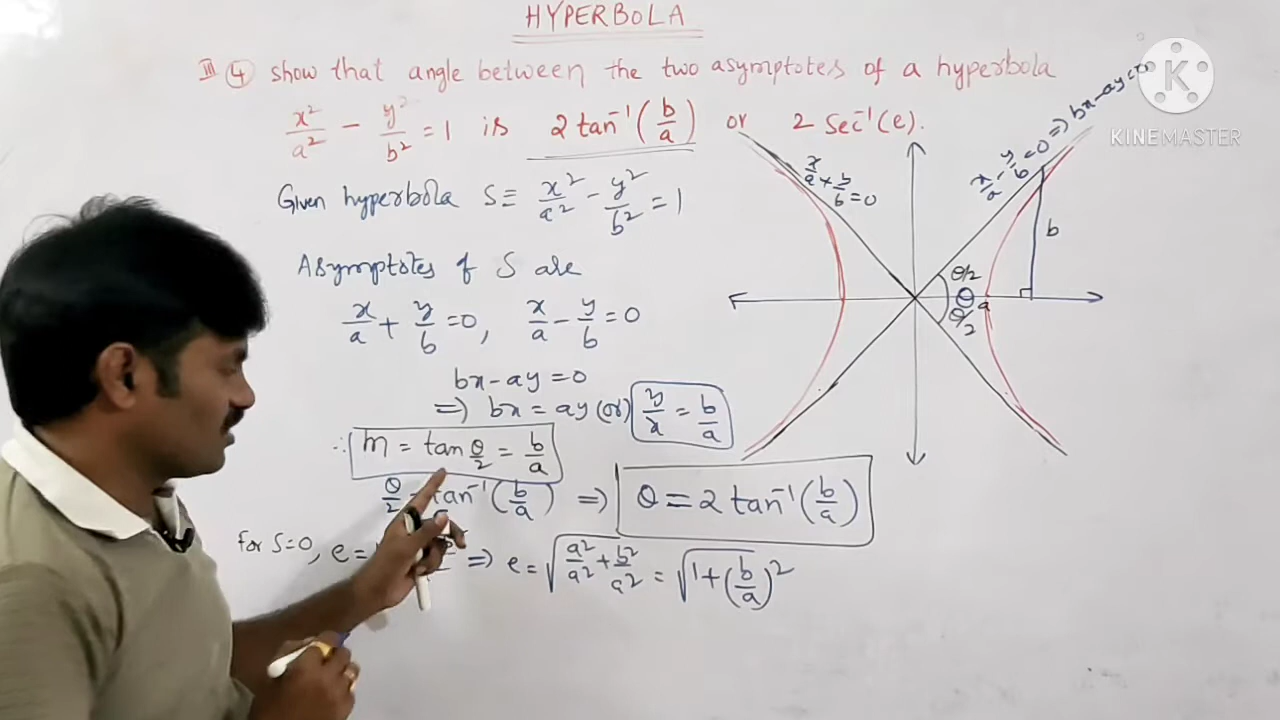 HYPERBOLA
III ④ show that angle between the two asymptotes of a hyperbola
x²/a² - y²/b² = 1 is 2 tan⁻¹(b/a) or 2 Sec⁻¹(e).
Given hyperbola S ≡ x²/a² - y²/b² = 1
Asymptotes of S are
x/a + y/b = 0, x/a - y/b = 0
bx - ay = 0
=> bx = ay (or) y/x = b/a
∴ m = tan θ/2 = b/a
θ/2 = tan⁻¹(b/a) => θ = 2 tan⁻¹(b/a)
For S=0, e = => e = √(a²/a² + b²/a²) = √(1 + (b/a)²)
x/a + y/b = 0
x/a - y/b = 0 => bx - ay = 0
b
θ/2
θ
a
θ/2
K
KINEMASTER